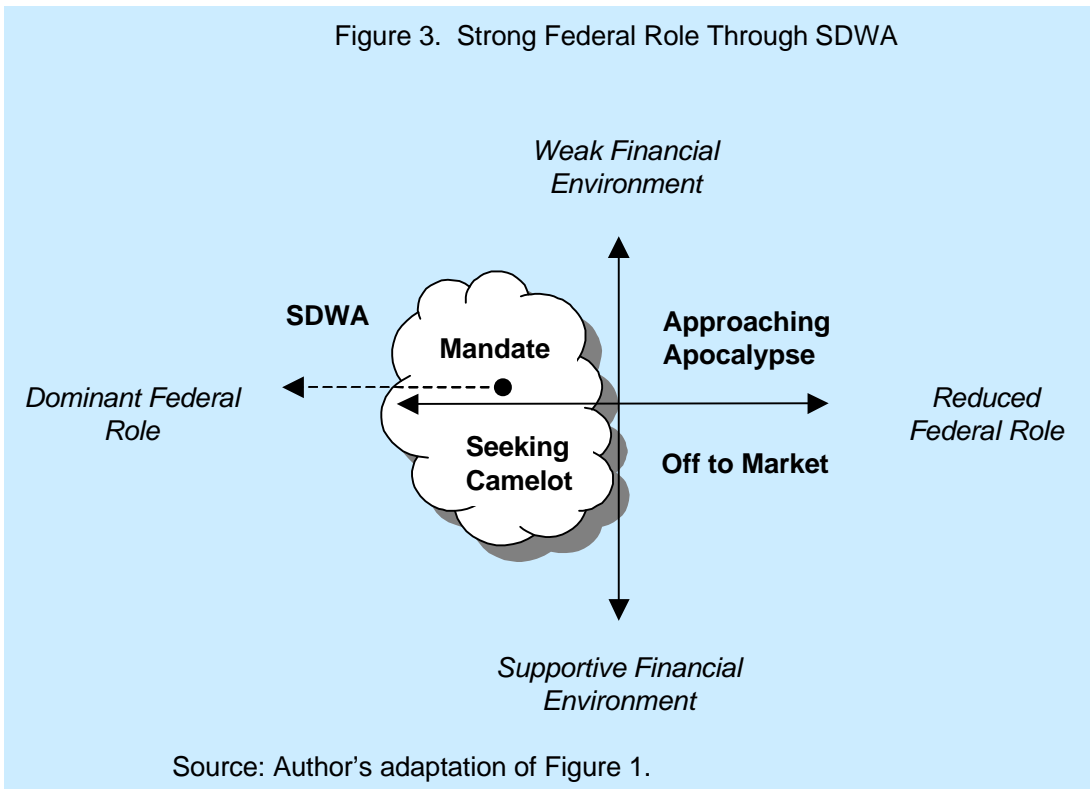 Figure 3. Strong Federal Role Through SDWA
Weak Financial
Environment
SDWA
Mandate
Approaching
Apocalypse
Dominant Federal
Role
Reduced
Federal Role
Seeking
Camelot
Off to Market
Supportive Financial
Environment
Source: Author's adaptation of Figure 1.